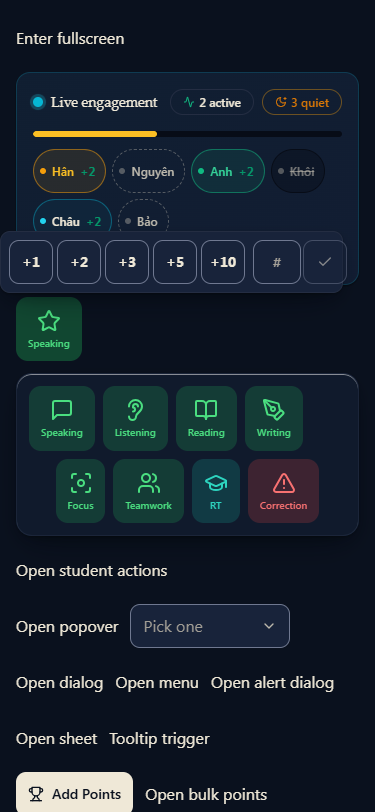 Enter fullscreen
Live engagement 2 active 3 quiet
Hân +2 Nguyên Anh +2 Khôi
Châu +2 Bảo
+1 +2 +3 +5 +10 #
Speaking
Speaking Listening Reading Writing
Focus Teamwork RT Correction
Open student actions
Open popover Pick one
Open dialog Open menu Open alert dialog
Open sheet Tooltip trigger
Add Points Open bulk points